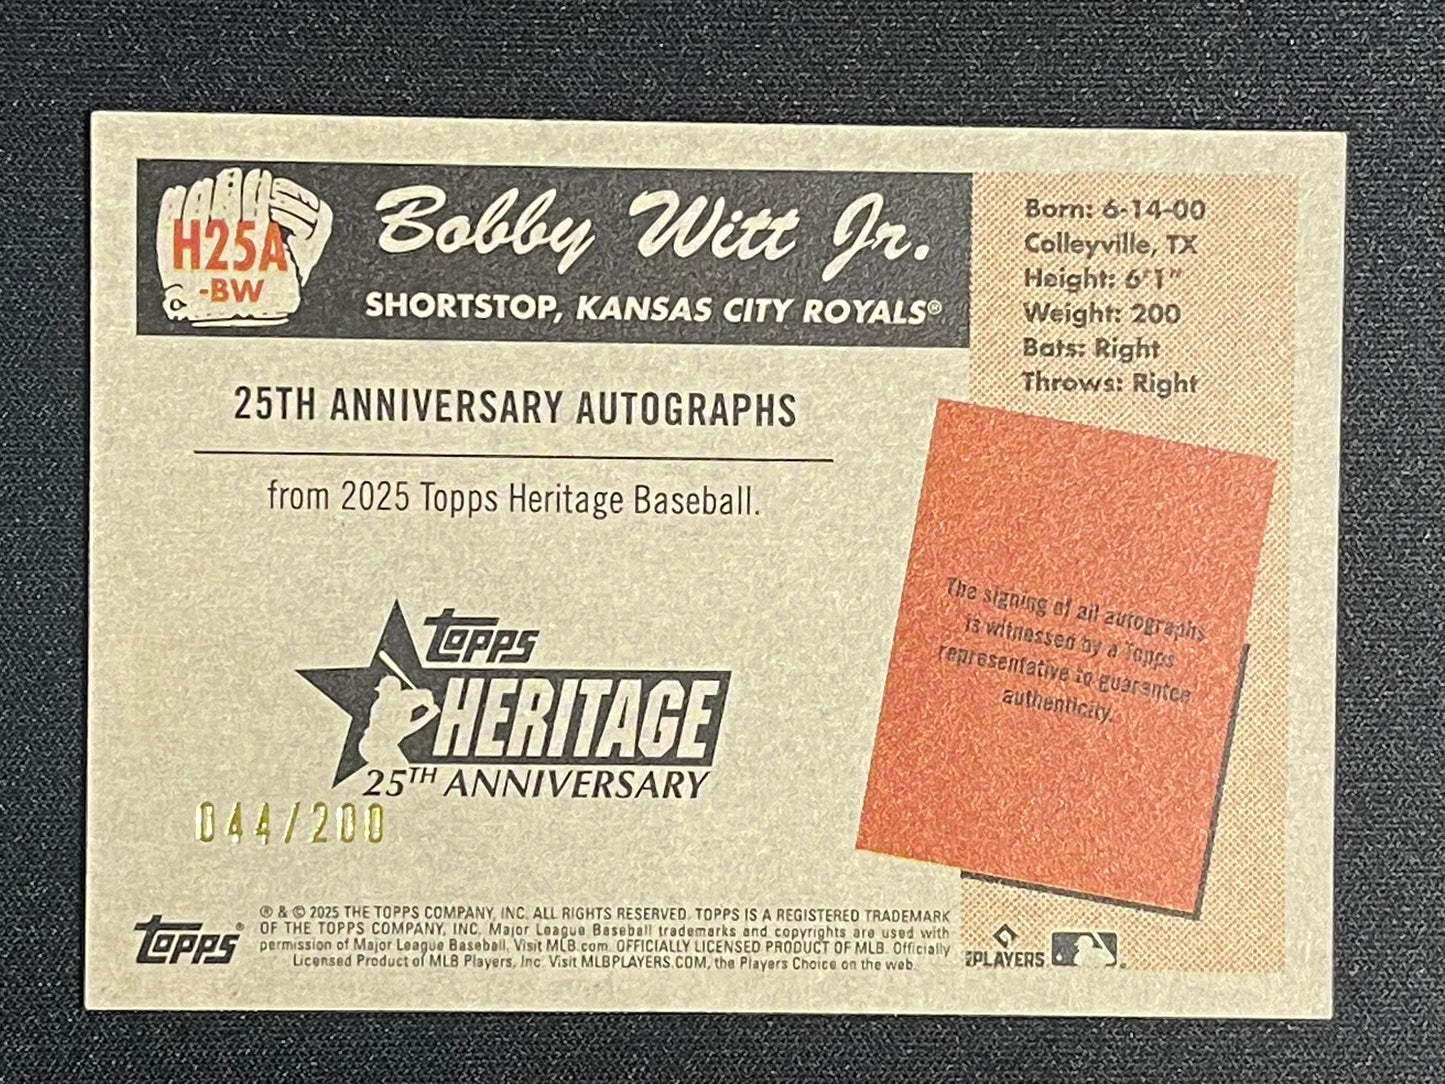 H25A
-BW
Bobby Witt Jr.
SHORTSTOP, KANSAS CITY ROYALS®
Born: 6-14-00
Colleyville, TX
Height: 6'1"
Weight: 200
Bats: Right
Throws: Right
25TH ANNIVERSARY AUTOGRAPHS
from 2025 Topps Heritage Baseball.
The signing of all autographs
is witnessed by a Topps
representative to guarantee
authenticity.
topps
HERITAGE
25TH ANNIVERSARY
044/200
topps®
® & © 2025 THE TOPPS COMPANY, INC. ALL RIGHTS RESERVED. TOPPS IS A REGISTERED TRADEMARK
OF THE TOPPS COMPANY, INC. Major League Baseball trademarks and copyrights are used with
permission of Major League Baseball. Visit MLB.com. OFFICIALLY LICENSED PRODUCT OF MLB. Officially
Licensed Product of MLB Players, Inc. Visit MLBPLAYERS.COM, the Players Choice on the web.
PLAYERS